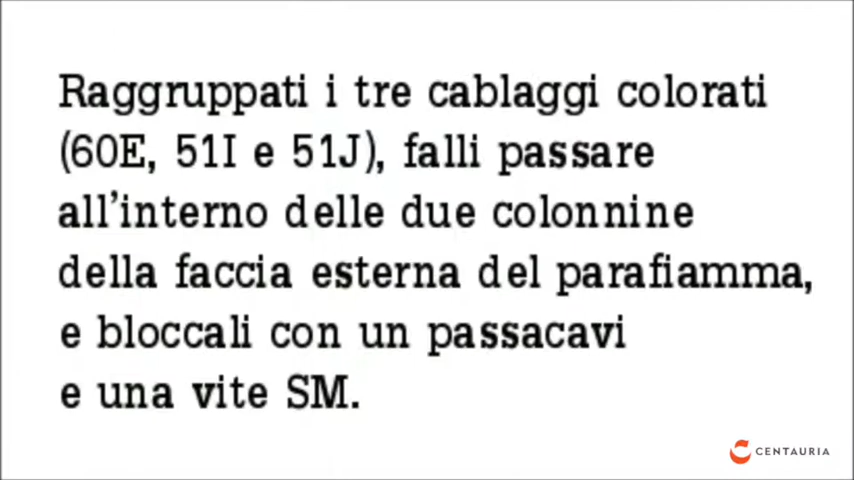 Raggruppati i tre cablaggi colorati
(60E, 51I e 51J), falli passare
all'interno delle due colonnine
della faccia esterna del parafiamma,
e bloccali con un passacavi
e una vite SM.
CENTAURIA